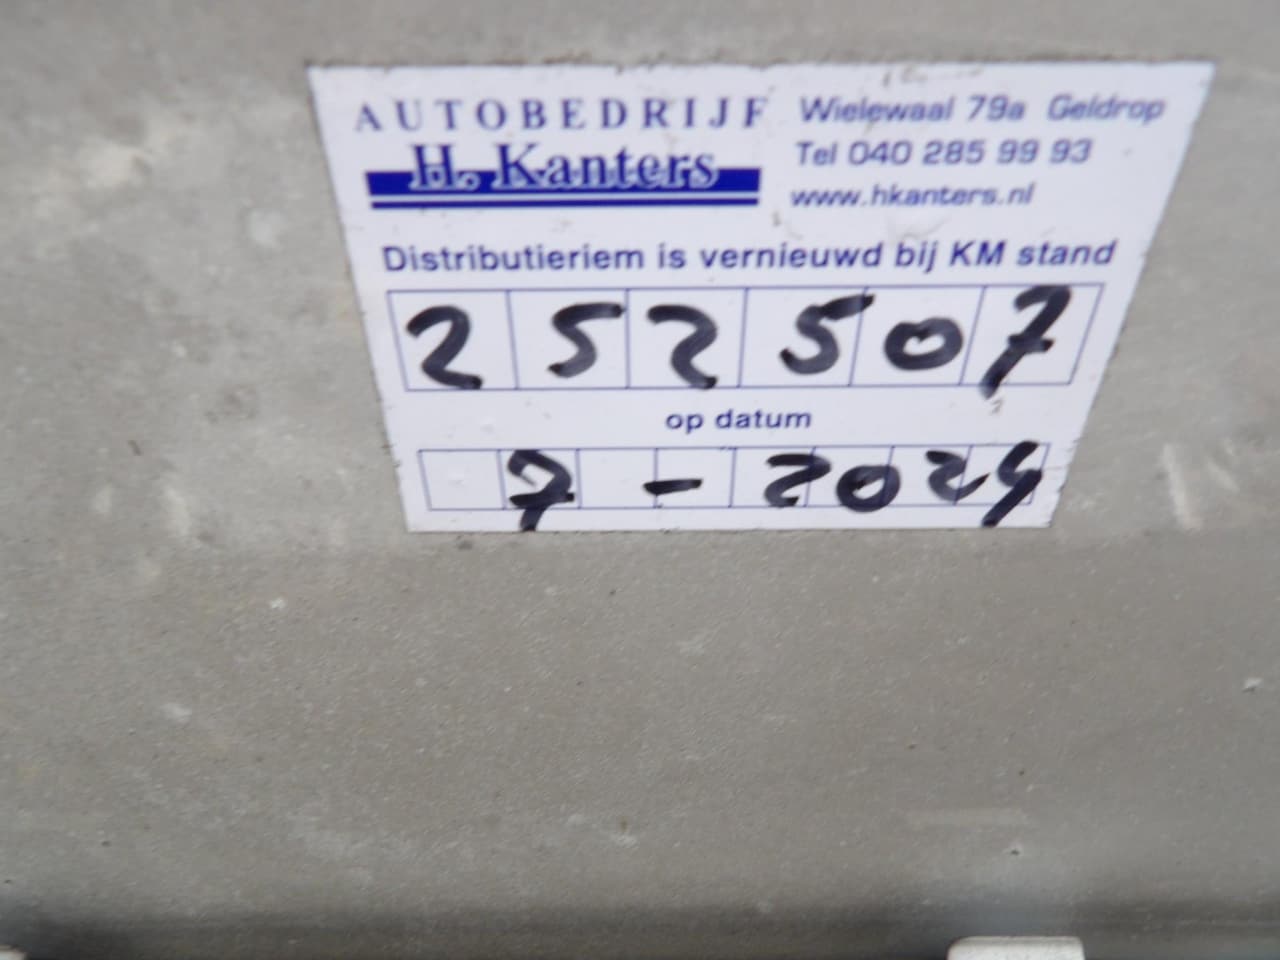 AUTOBEDRIJF
H. Kanters
Wielewaal 79a Geldrop
Tel 040 285 99 93
www.hkanters.nl
Distributieriem is vernieuwd bij KM stand
252507
op datum
7 - 2024